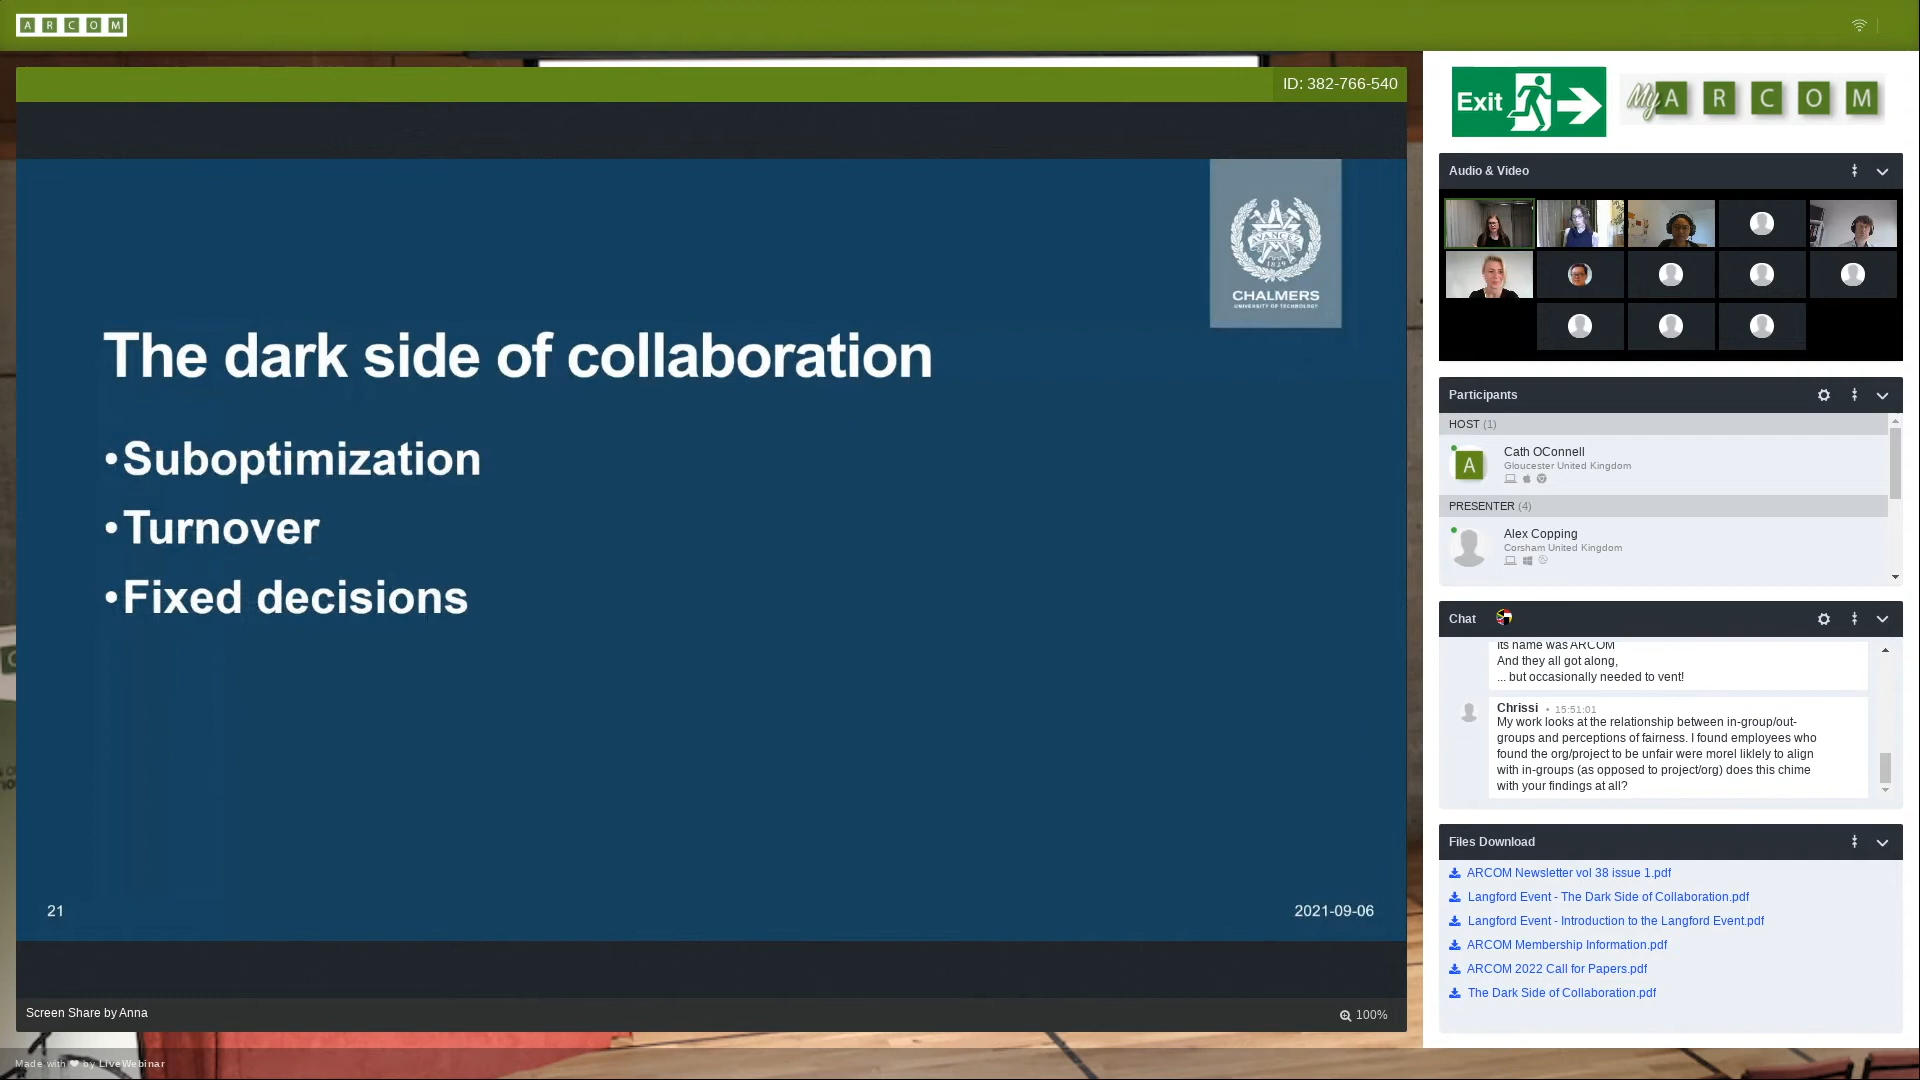 A R C O M
ID: 382-766-540
Exit
My A R C O M
AVANCEZ
1829
CHALMERS
UNIVERSITY OF TECHNOLOGY
The dark side of collaboration
•Suboptimization
•Turnover
•Fixed decisions
21
2021-09-06
Screen Share by Anna
100%
Made with ❤ by LiveWebinar
Audio & Video
Participants
HOST (1)
A
Cath OConnell
Gloucester United Kingdom
PRESENTER (4)
Alex Copping
Corsham United Kingdom
Chat
Its name was ARCOM
And they all got along,
... but occasionally needed to vent!
Chrissi • 15:51:01
My work looks at the relationship between in-group/out-
groups and perceptions of fairness. I found employees who
found the org/project to be unfair were morel liklely to align
with in-groups (as opposed to project/org) does this chime
with your findings at all?
Files Download
ARCOM Newsletter vol 38 issue 1.pdf
Langford Event - The Dark Side of Collaboration.pdf
Langford Event - Introduction to the Langford Event.pdf
ARCOM Membership Information.pdf
ARCOM 2022 Call for Papers.pdf
The Dark Side of Collaboration.pdf